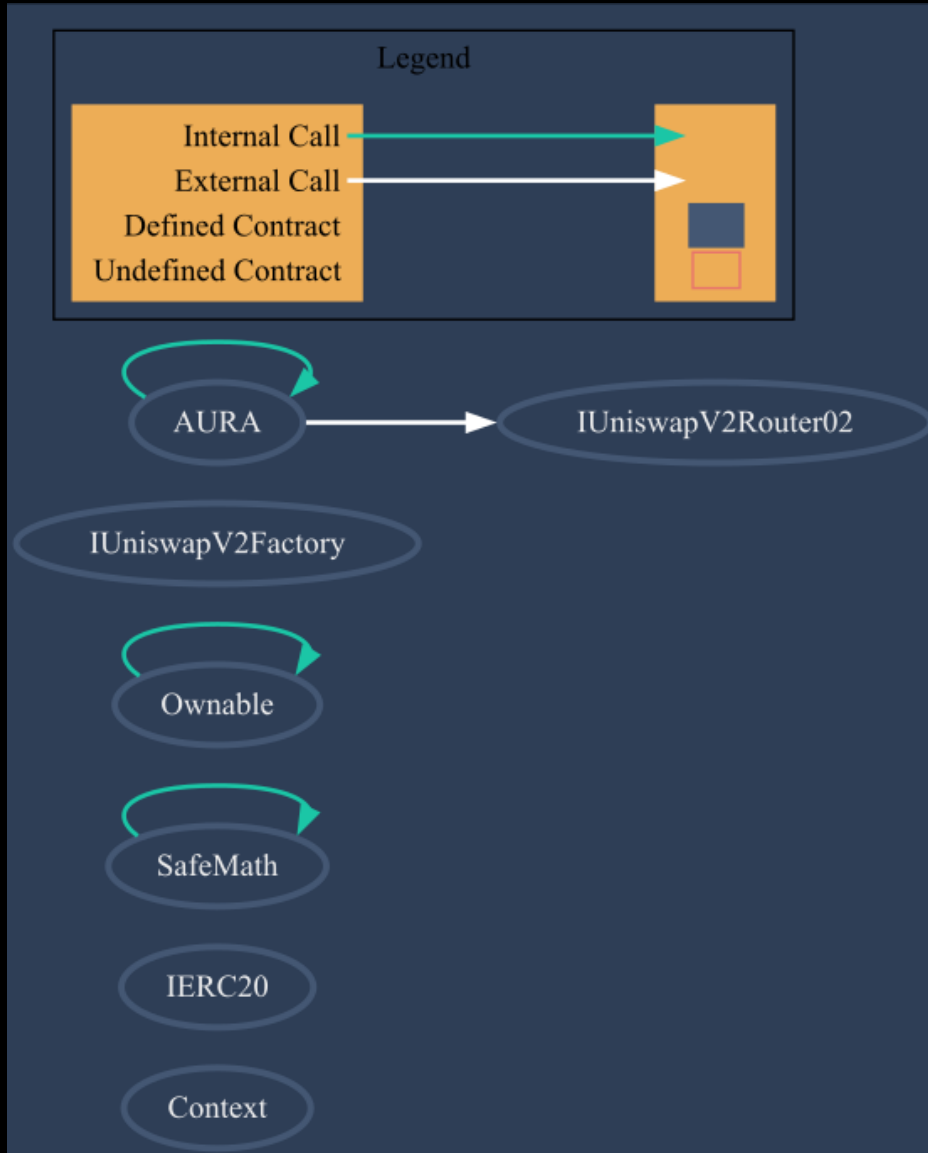 Legend
Internal Call
External Call
Defined Contract
Undefined Contract
AURA
IUniswapV2Router02
IUniswapV2Factory
Ownable
SafeMath
IERC20
Context